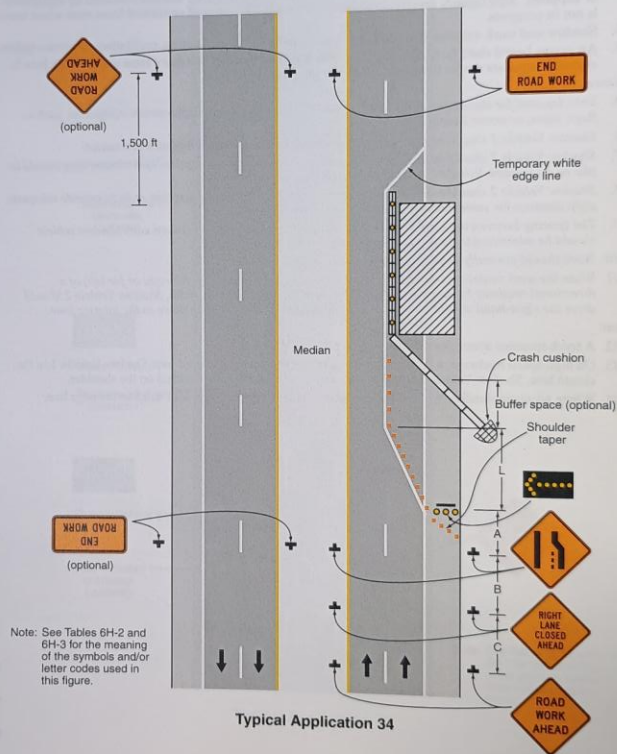 ROAD
WORK
AHEAD
(optional)
1,500 ft
END
ROAD WORK
Temporary white
edge line
Median
Crash cushion
Buffer space (optional)
Shoulder
taper
L
A
B
C
END
ROAD WORK
(optional)
RIGHT
LANE
CLOSED
AHEAD
ROAD
WORK
AHEAD
Note: See Tables 6H-2 and
6H-3 for the meaning
of the symbols and/or
letter codes used in
this figure.
Typical Application 34